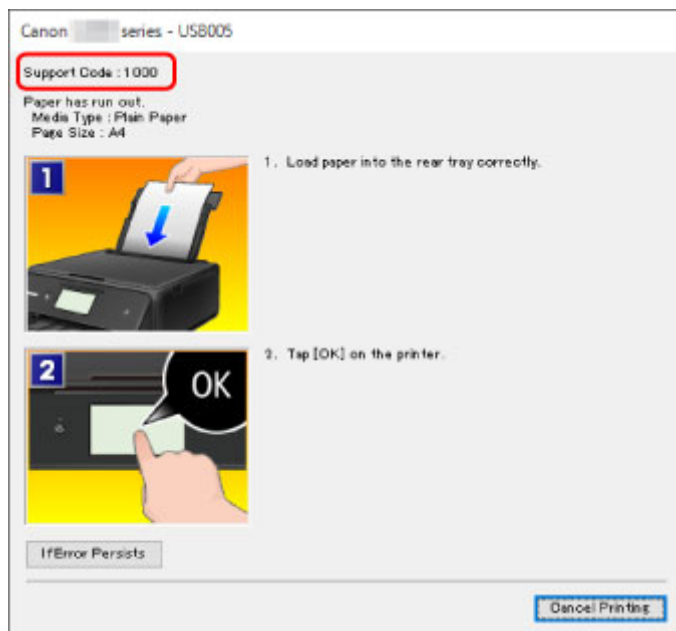 Canon series - USB005
Support Code : 1000
Paper has run out.
Media Type : Plain Paper
Page Size : A4
1
1. Load paper into the rear tray correctly.
2
OK
2. Tap [OK] on the printer.
If Error Persists
Cancel Printing